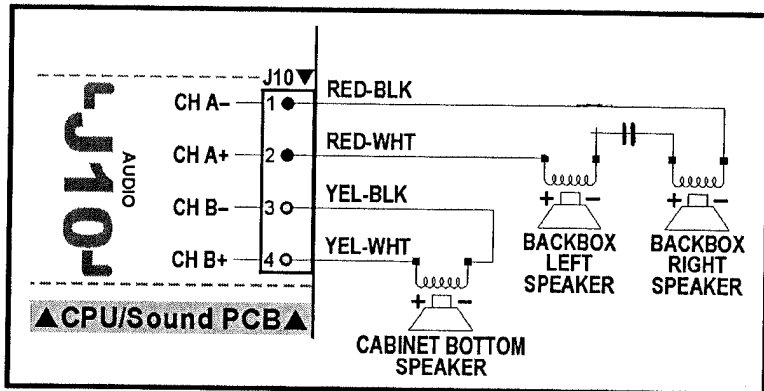 J10▼
CH A– 1 RED-BLK
CH A+ 2 RED-WHT
CH B– 3 YEL-BLK
CH B+ 4 YEL-WHT
J10
AUDIO
+ –
BACKBOX
LEFT
SPEAKER
+ –
BACKBOX
RIGHT
SPEAKER
+ –
CABINET BOTTOM
SPEAKER
▲CPU/Sound PCB▲